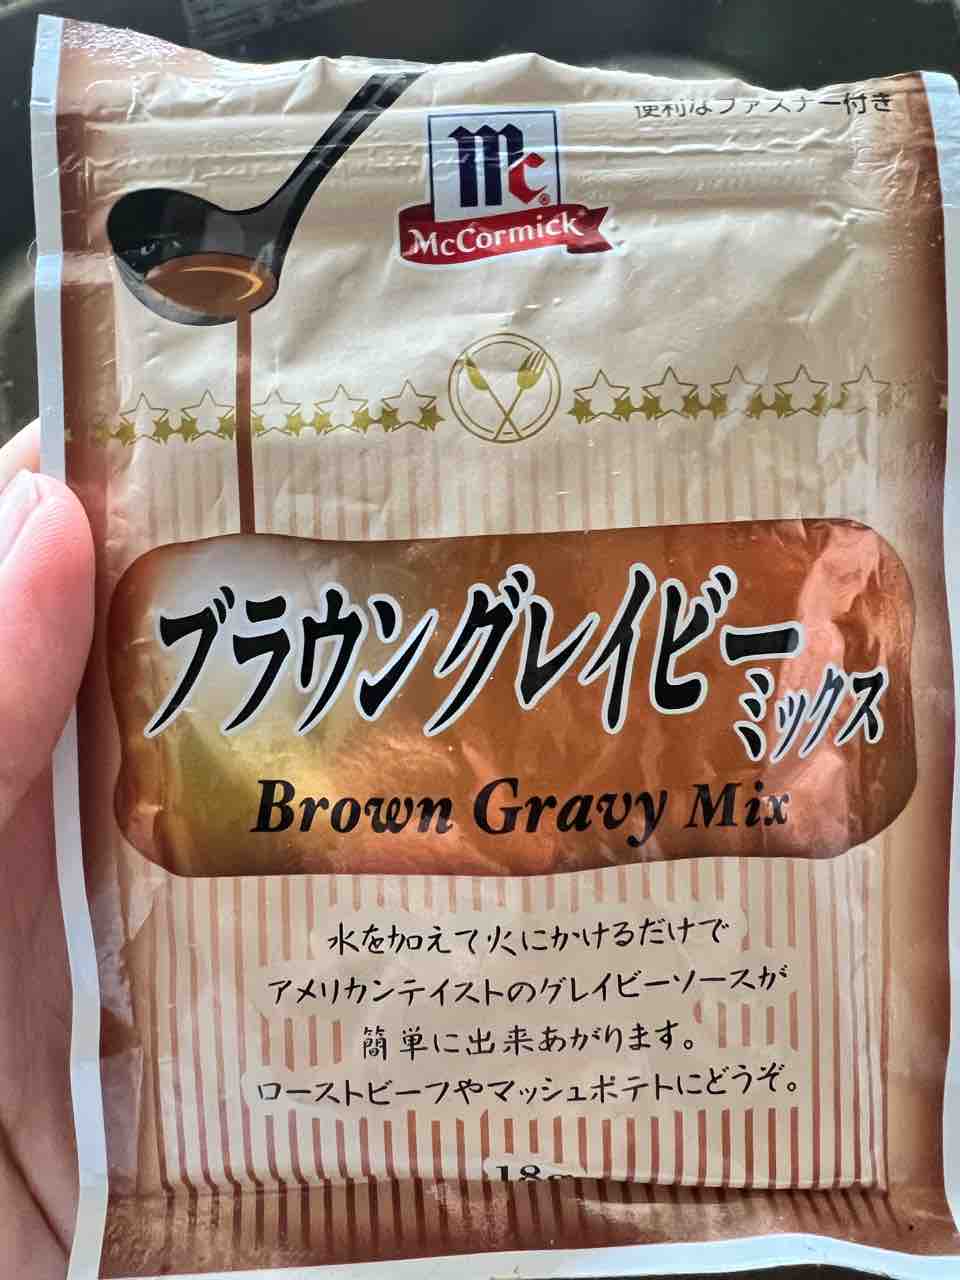 便利なファスナー付き
Mc
McCormick®
ブラウングレイビー
ミックス
Brown Gravy Mix
水を加えて火にかけるだけで
アメリカンテイストのグレイビーソースが
簡単に出来あがります。
ローストビーフやマッシュポテトにどうぞ。
18g